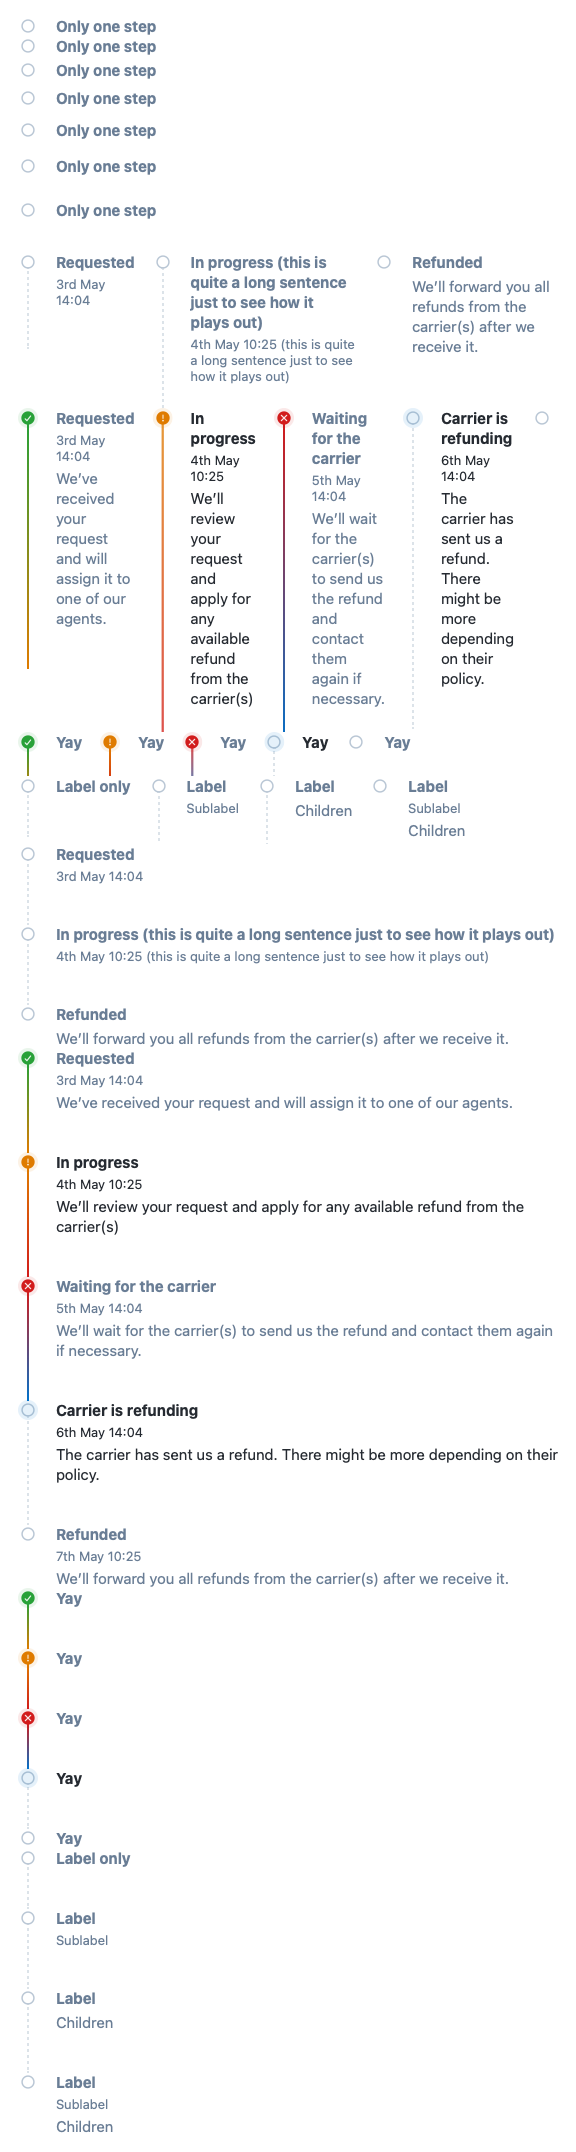 Only one step
Only one step
Only one step
Only one step
Only one step
Only one step
Only one step
Requested
3rd May
14:04
In progress (this is
quite a long sentence
just to see how it
plays out)
4th May 10:25 (this is quite
a long sentence just to see
how it plays out)
Refunded
We'll forward you all
refunds from the
carrier(s) after we
receive it.
Requested
3rd May
14:04
We've
received
your
request
and will
assign it to
one of our
agents.
In
progress
4th May
10:25
We'll
review
your
request
and
apply for
any
available
refund
from the
carrier(s)
Waiting
for the
carrier
5th May
14:04
We'll wait
for the
carrier(s)
to send us
the refund
and
contact
them
again if
necessary.
Carrier is
refunding
6th May
14:04
The
carrier has
sent us a
refund.
There
might be
more
depending
on their
policy.
Yay
Yay
Yay
Yay
Yay
Label only
Label
Sublabel
Label
Children
Label
Sublabel
Children
Requested
3rd May 14:04
In progress (this is quite a long sentence just to see how it plays out)
4th May 10:25 (this is quite a long sentence just to see how it plays out)
Refunded
We'll forward you all refunds from the carrier(s) after we receive it.
Requested
3rd May 14:04
We've received your request and will assign it to one of our agents.
In progress
4th May 10:25
We'll review your request and apply for any available refund from the
carrier(s)
Waiting for the carrier
5th May 14:04
We'll wait for the carrier(s) to send us the refund and contact them again
if necessary.
Carrier is refunding
6th May 14:04
The carrier has sent us a refund. There might be more depending on their
policy.
Refunded
7th May 10:25
We'll forward you all refunds from the carrier(s) after we receive it.
Yay
Yay
Yay
Yay
Yay
Label only
Label
Sublabel
Label
Children
Label
Sublabel
Children